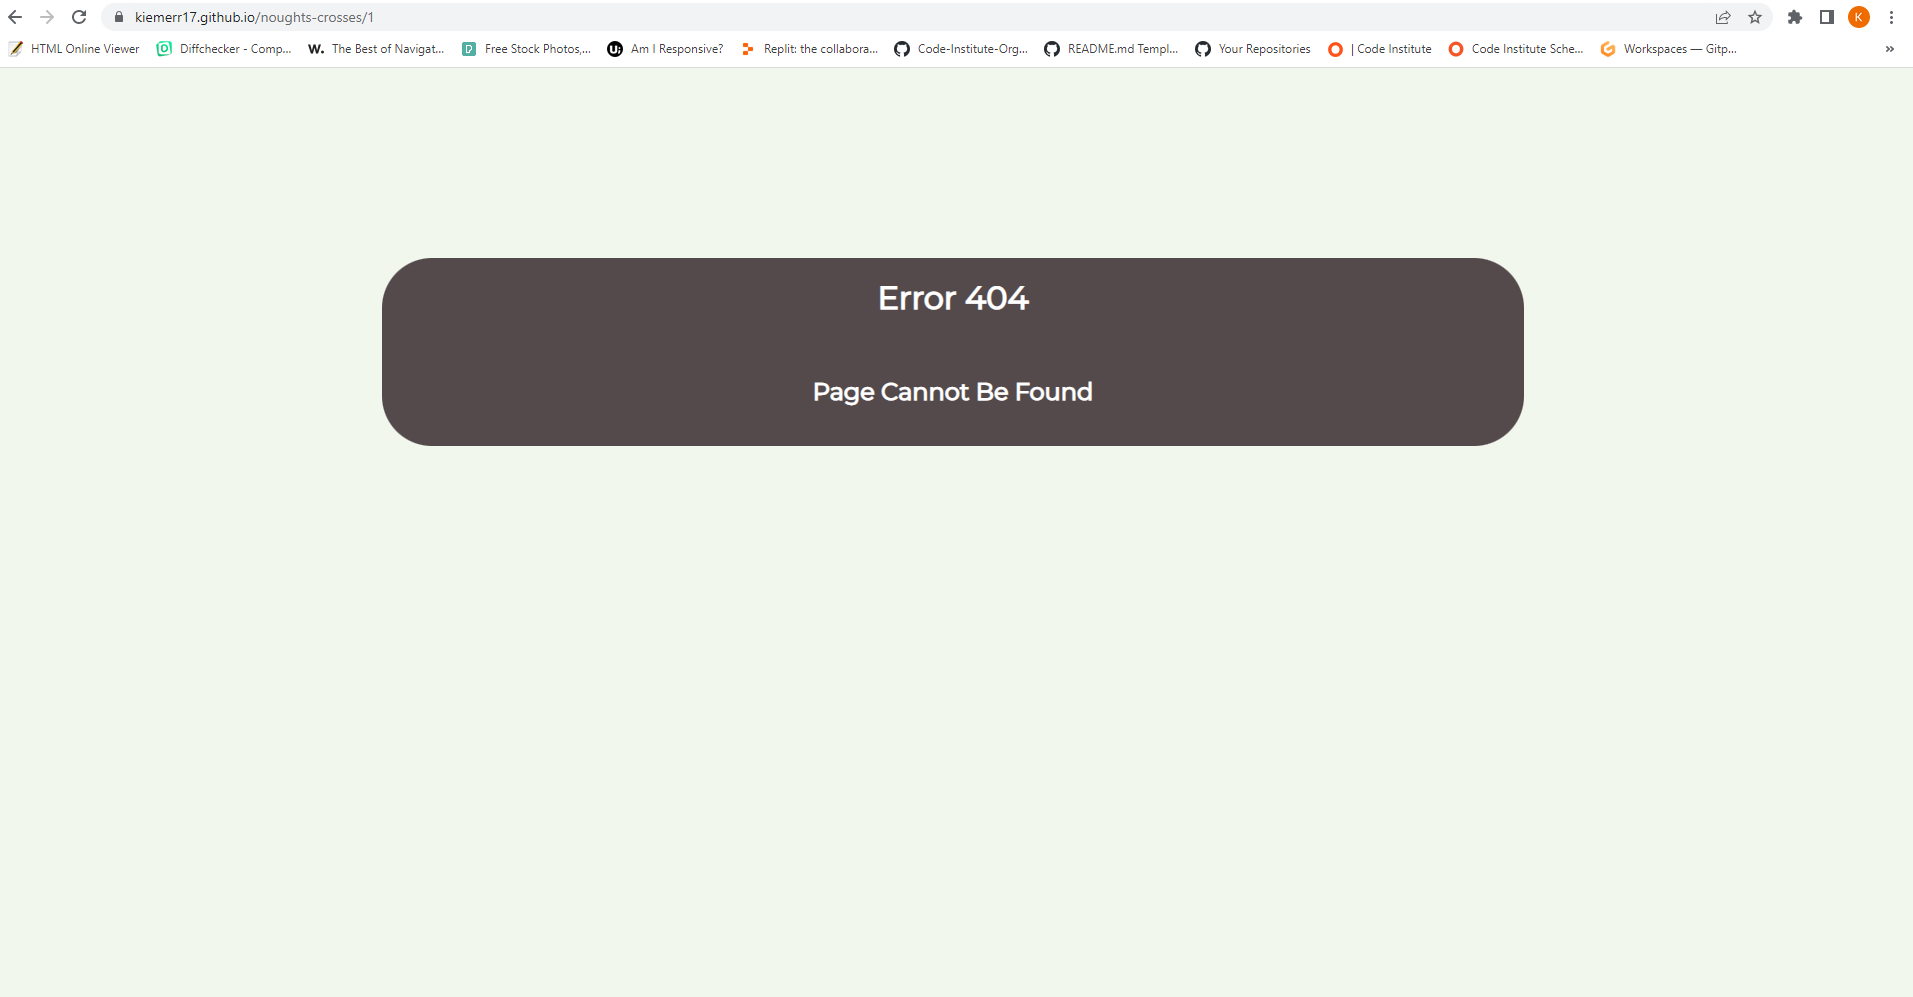 kiemerr17.github.io/noughts-crosses/1
K
HTML Online Viewer Diffchecker - Comp... W. The Best of Navigat... Free Stock Photos,... Am I Responsive? Replit: the collabora... Code-Institute-Org... README.md Templ... Your Repositories | Code Institute Code Institute Sche... Workspaces — Gitp... »
Error 404
Page Cannot Be Found